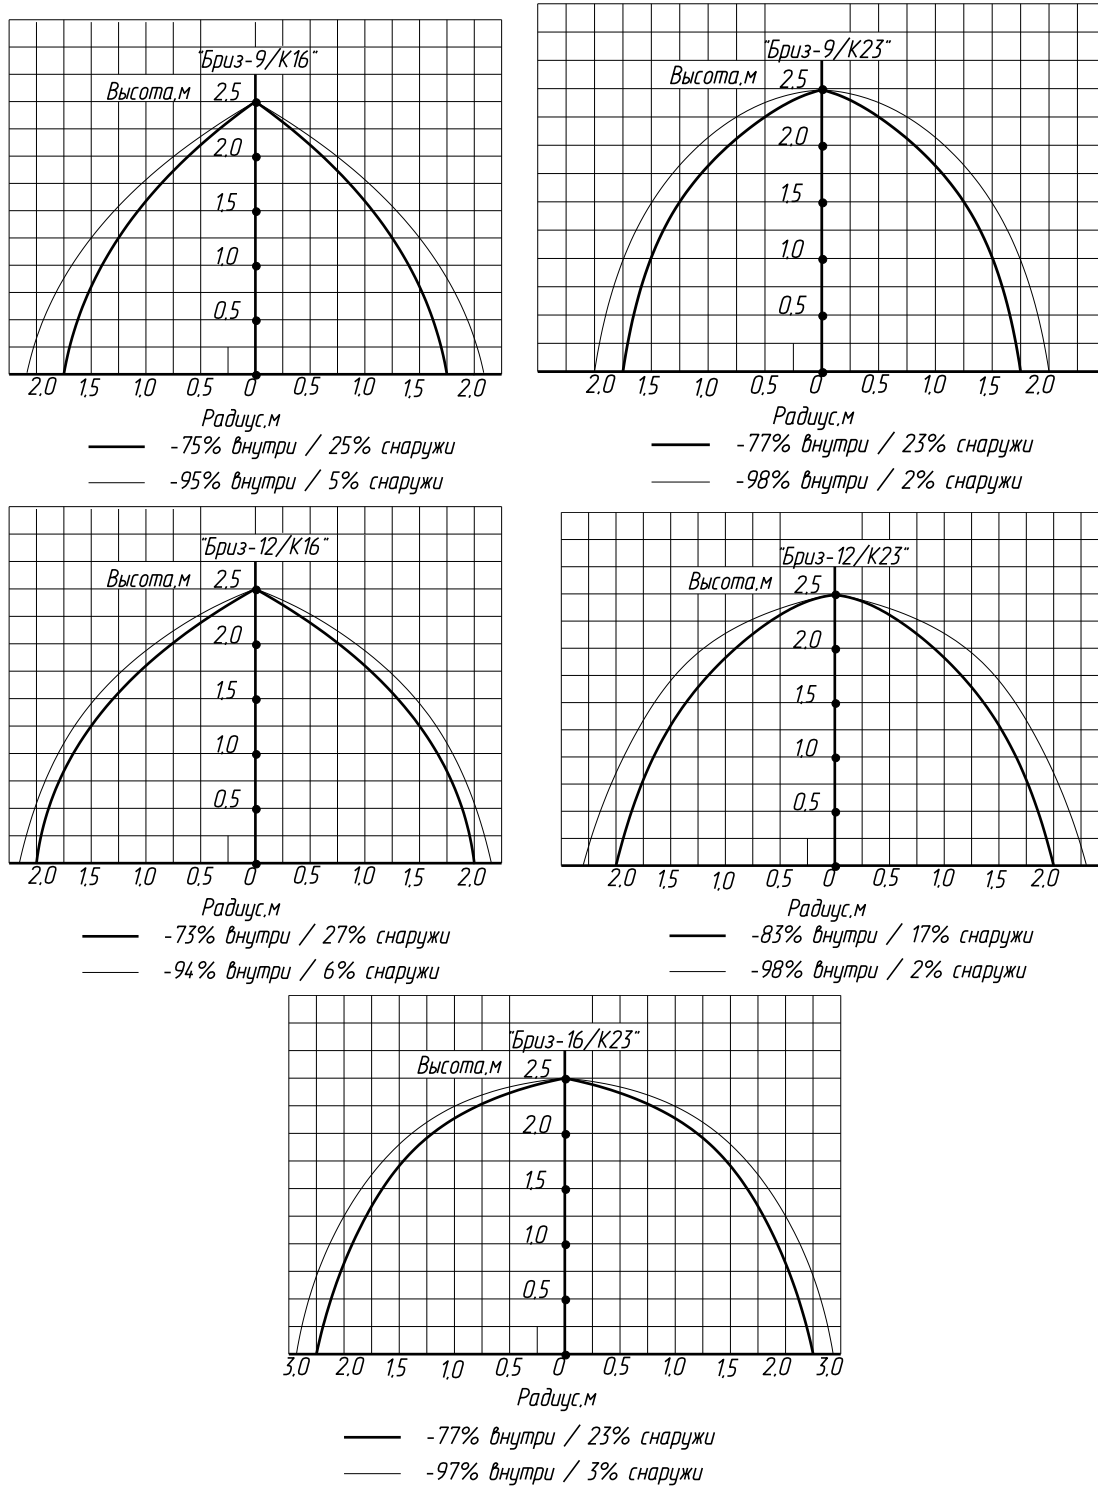 "Бриз-9/К16"
Высота,м 2,5
2,0
1,5
1,0
0,5
2,0 1,5 1,0 0,5 0 0,5 1,0 1,5 2,0
Радиус,м
-75% внутри / 25% снаружи
-95% внутри / 5% снаружи
"Бриз-9/К23"
Высота,м 2,5
2,0
1,5
1,0
0,5
2,0 1,5 1,0 0,5 0 0,5 1,0 1,5 2,0
Радиус,м
-77% внутри / 23% снаружи
-98% внутри / 2% снаружи
"Бриз-12/К16"
Высота,м 2,5
2,0
1,5
1,0
0,5
2,0 1,5 1,0 0,5 0 0,5 1,0 1,5 2,0
Радиус,м
-73% внутри / 27% снаружи
-94% внутри / 6% снаружи
"Бриз-12/К23"
Высота,м 2,5
2,0
1,5
1,0
0,5
2,0 1,5 1,0 0,5 0 0,5 1,0 1,5 2,0
Радиус,м
-83% внутри / 17% снаружи
-98% внутри / 2% снаружи
"Бриз-16/К23"
Высота,м 2,5
2,0
1,5
1,0
0,5
3,0 2,0 1,5 1,0 0,5 0 0,5 1,0 1,5 2,0 3,0
Радиус,м
-77% внутри / 23% снаружи
-97% внутри / 3% снаружи